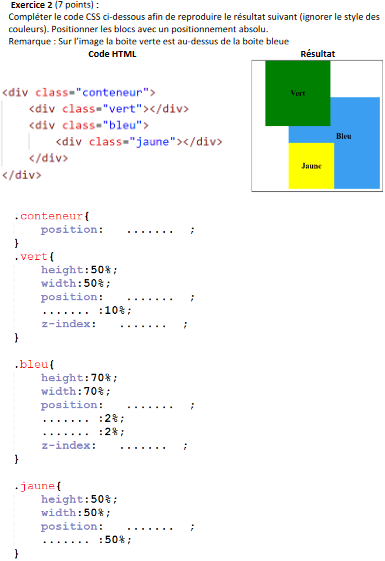 Exercice 2 (7 points) :
Compléter le code CSS ci-dessous afin de reproduire le résultat suivant (ignorer le style des
couleurs). Positionner les blocs avec un positionnement absolu.
Remarque : Sur l'image la boite verte est au-dessus de la boite bleue
Code HTML
Résultat
<div class="conteneur">
<div class="vert"></div>
<div class="bleu">
<div class="jaune"></div>
</div>
</div>
Vert
Bleu
Jaune
.conteneur{
position: ....... ;
}
.vert{
height:50%;
width:50%;
position: ....... ;
....... :10%;
z-index: ....... ;
}
.bleu{
height:70%;
width:70%;
position: ....... ;
....... :2%;
....... :2%;
z-index: ....... ;
}
.jaune{
height:50%;
width:50%;
position: ....... ;
....... :50%;
}